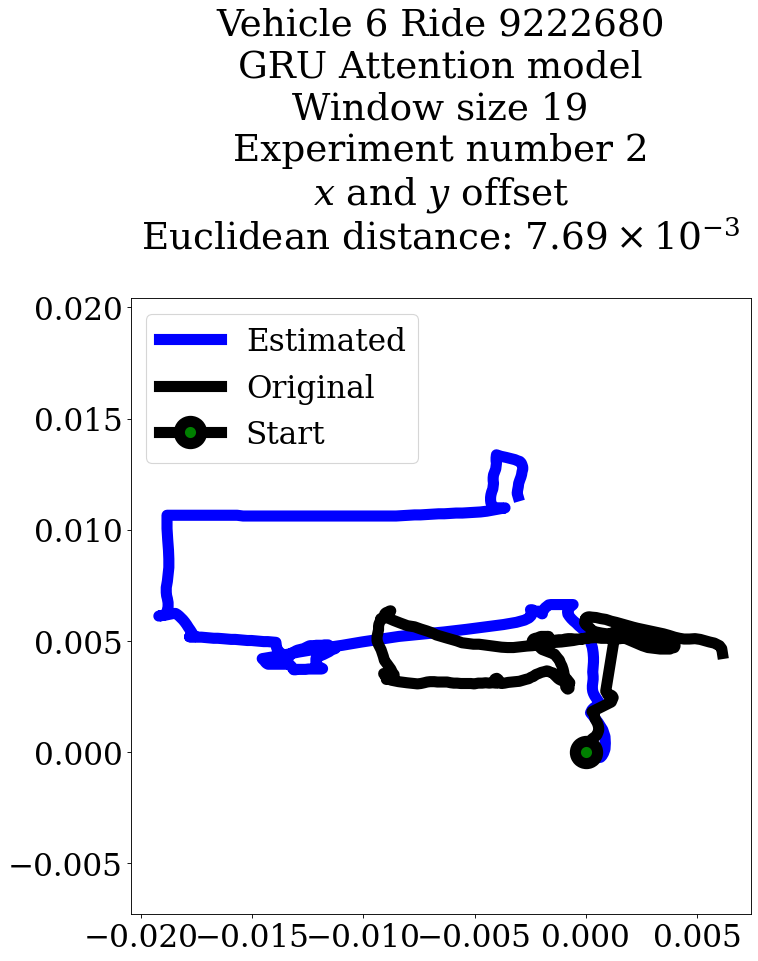 Vehicle 6 Ride 9222680
GRU Attention model
Window size 19
Experiment number 2
x and y offset
Euclidean distance: 7.69 × 10⁻³
Estimated
Original
Start
0.020
0.015
0.010
0.005
0.000
−0.005
−0.020 −0.015 −0.010 −0.005 0.000 0.005